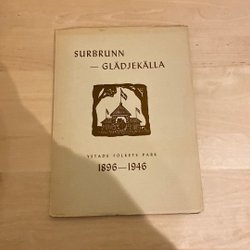 SURBRUNN
— GLÄDJEKÄLLA
YSTADS FOLKETS PARK
1896—1946